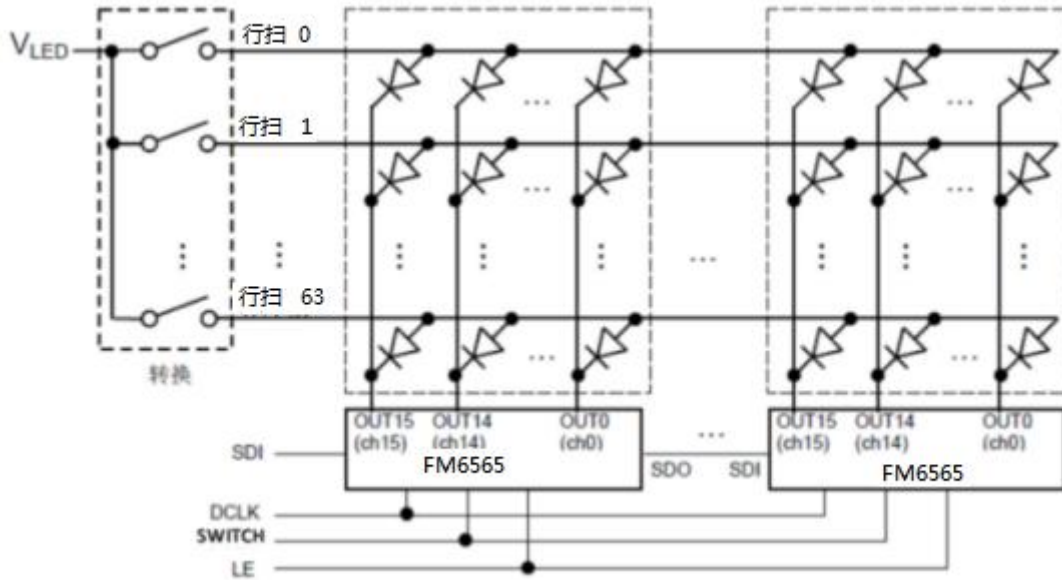 VLED
行扫 0
行扫 1
行扫 63
转换
OUT15 OUT14 OUT0
(ch15) (ch14) (ch0)
FM6565
OUT15 OUT14 OUT0
(ch15) (ch14) (ch0)
FM6565
SDI
SDO SDI
DCLK
SWITCH
LE